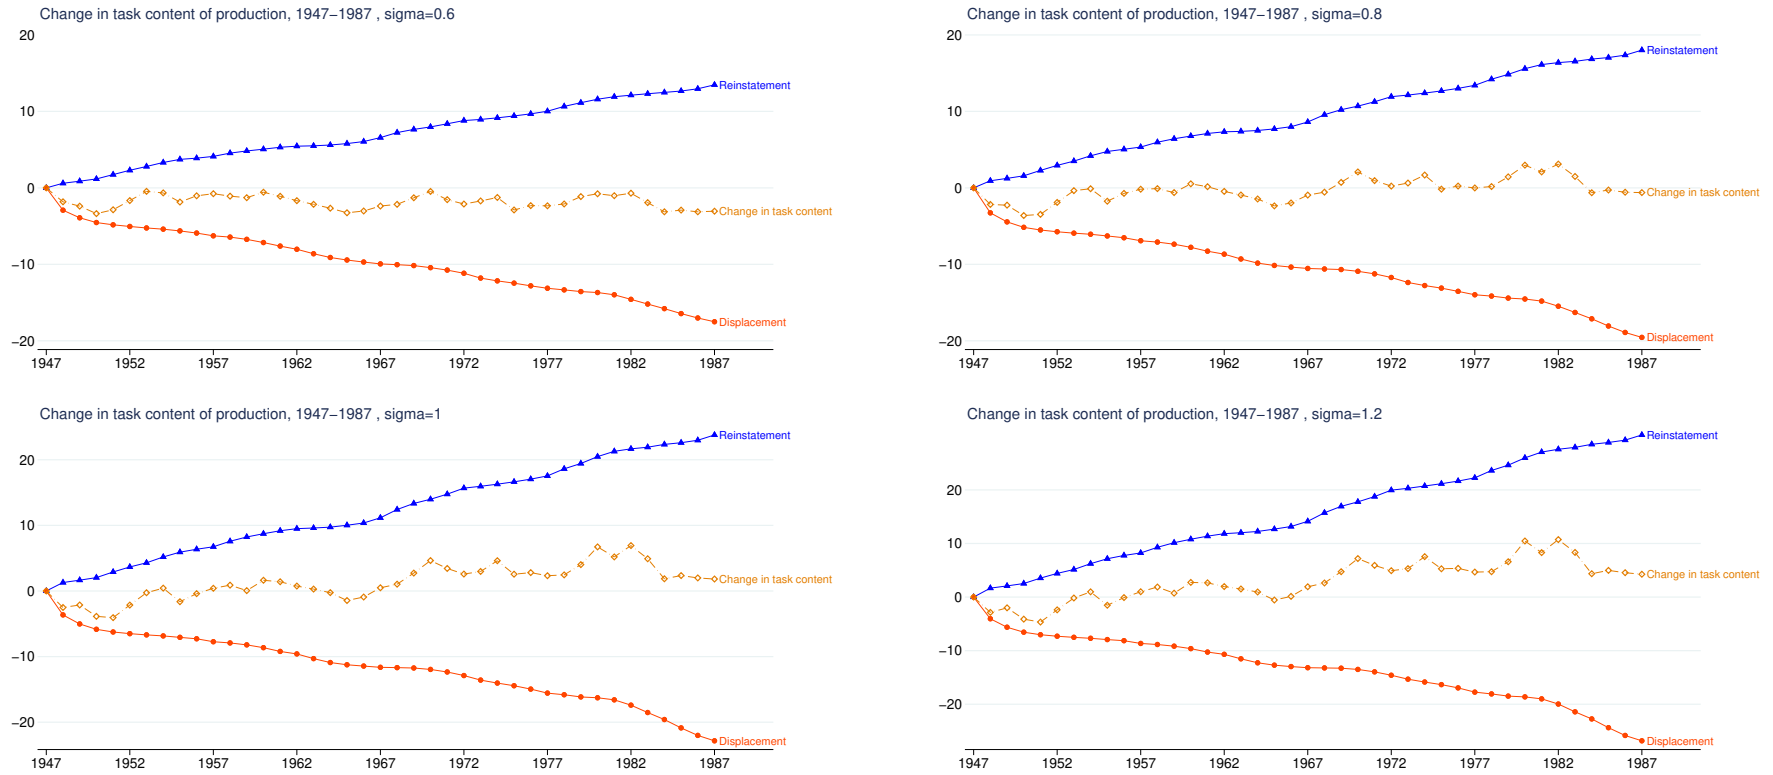 Change in task content of production, 1947−1987 , sigma=0.6
20
10
0
−10
−20
Reinstatement
Change in task content
Displacement
1947 1952 1957 1962 1967 1972 1977 1982 1987
Change in task content of production, 1947−1987 , sigma=0.8
20
10
0
−10
−20
Reinstatement
Change in task content
Displacement
1947 1952 1957 1962 1967 1972 1977 1982 1987
Change in task content of production, 1947−1987 , sigma=1
20
10
0
−10
−20
Reinstatement
Change in task content
Displacement
1947 1952 1957 1962 1967 1972 1977 1982 1987
Change in task content of production, 1947−1987 , sigma=1.2
20
10
0
−10
−20
Reinstatement
Change in task content
Displacement
1947 1952 1957 1962 1967 1972 1977 1982 1987